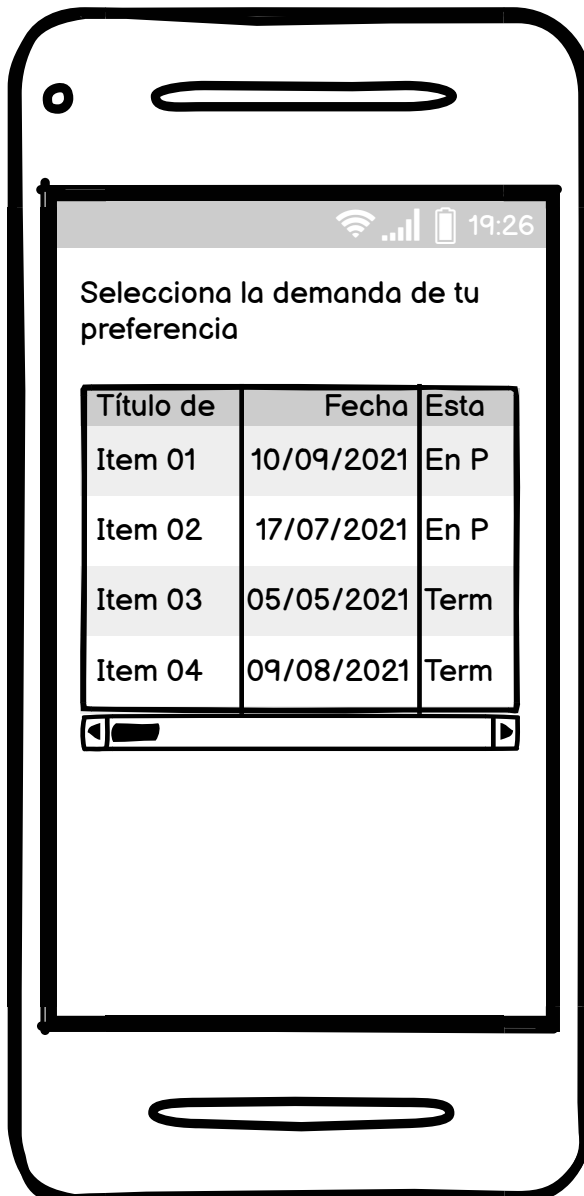 19:26
Selecciona la demanda de tu
preferencia
Título de Fecha Esta
Item 01 10/09/2021 En P
Item 02 17/07/2021 En P
Item 03 05/05/2021 Term
Item 04 09/08/2021 Term